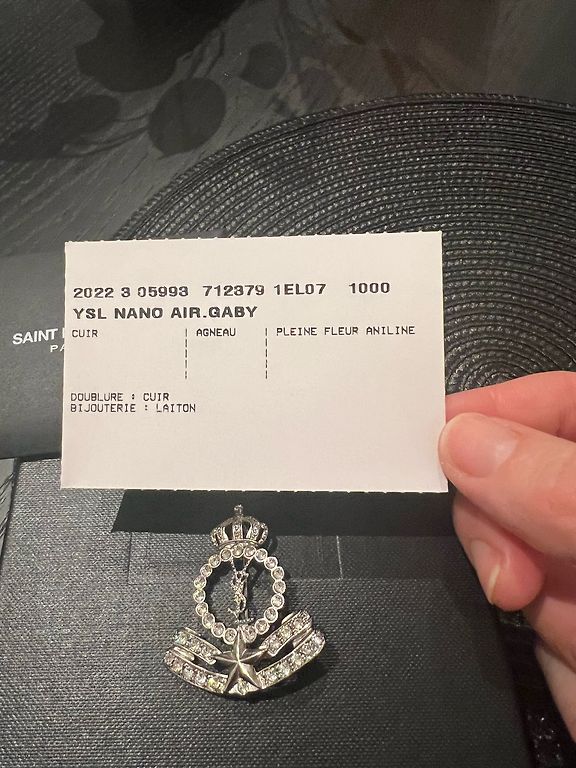 2022 3 05993 712379 1EL07 1000
YSL NANO AIR.GABY
CUIR AGNEAU PLEINE FLEUR ANILINE
DOUBLURE : CUIR
BIJOUTERIE : LAITON
SAINT